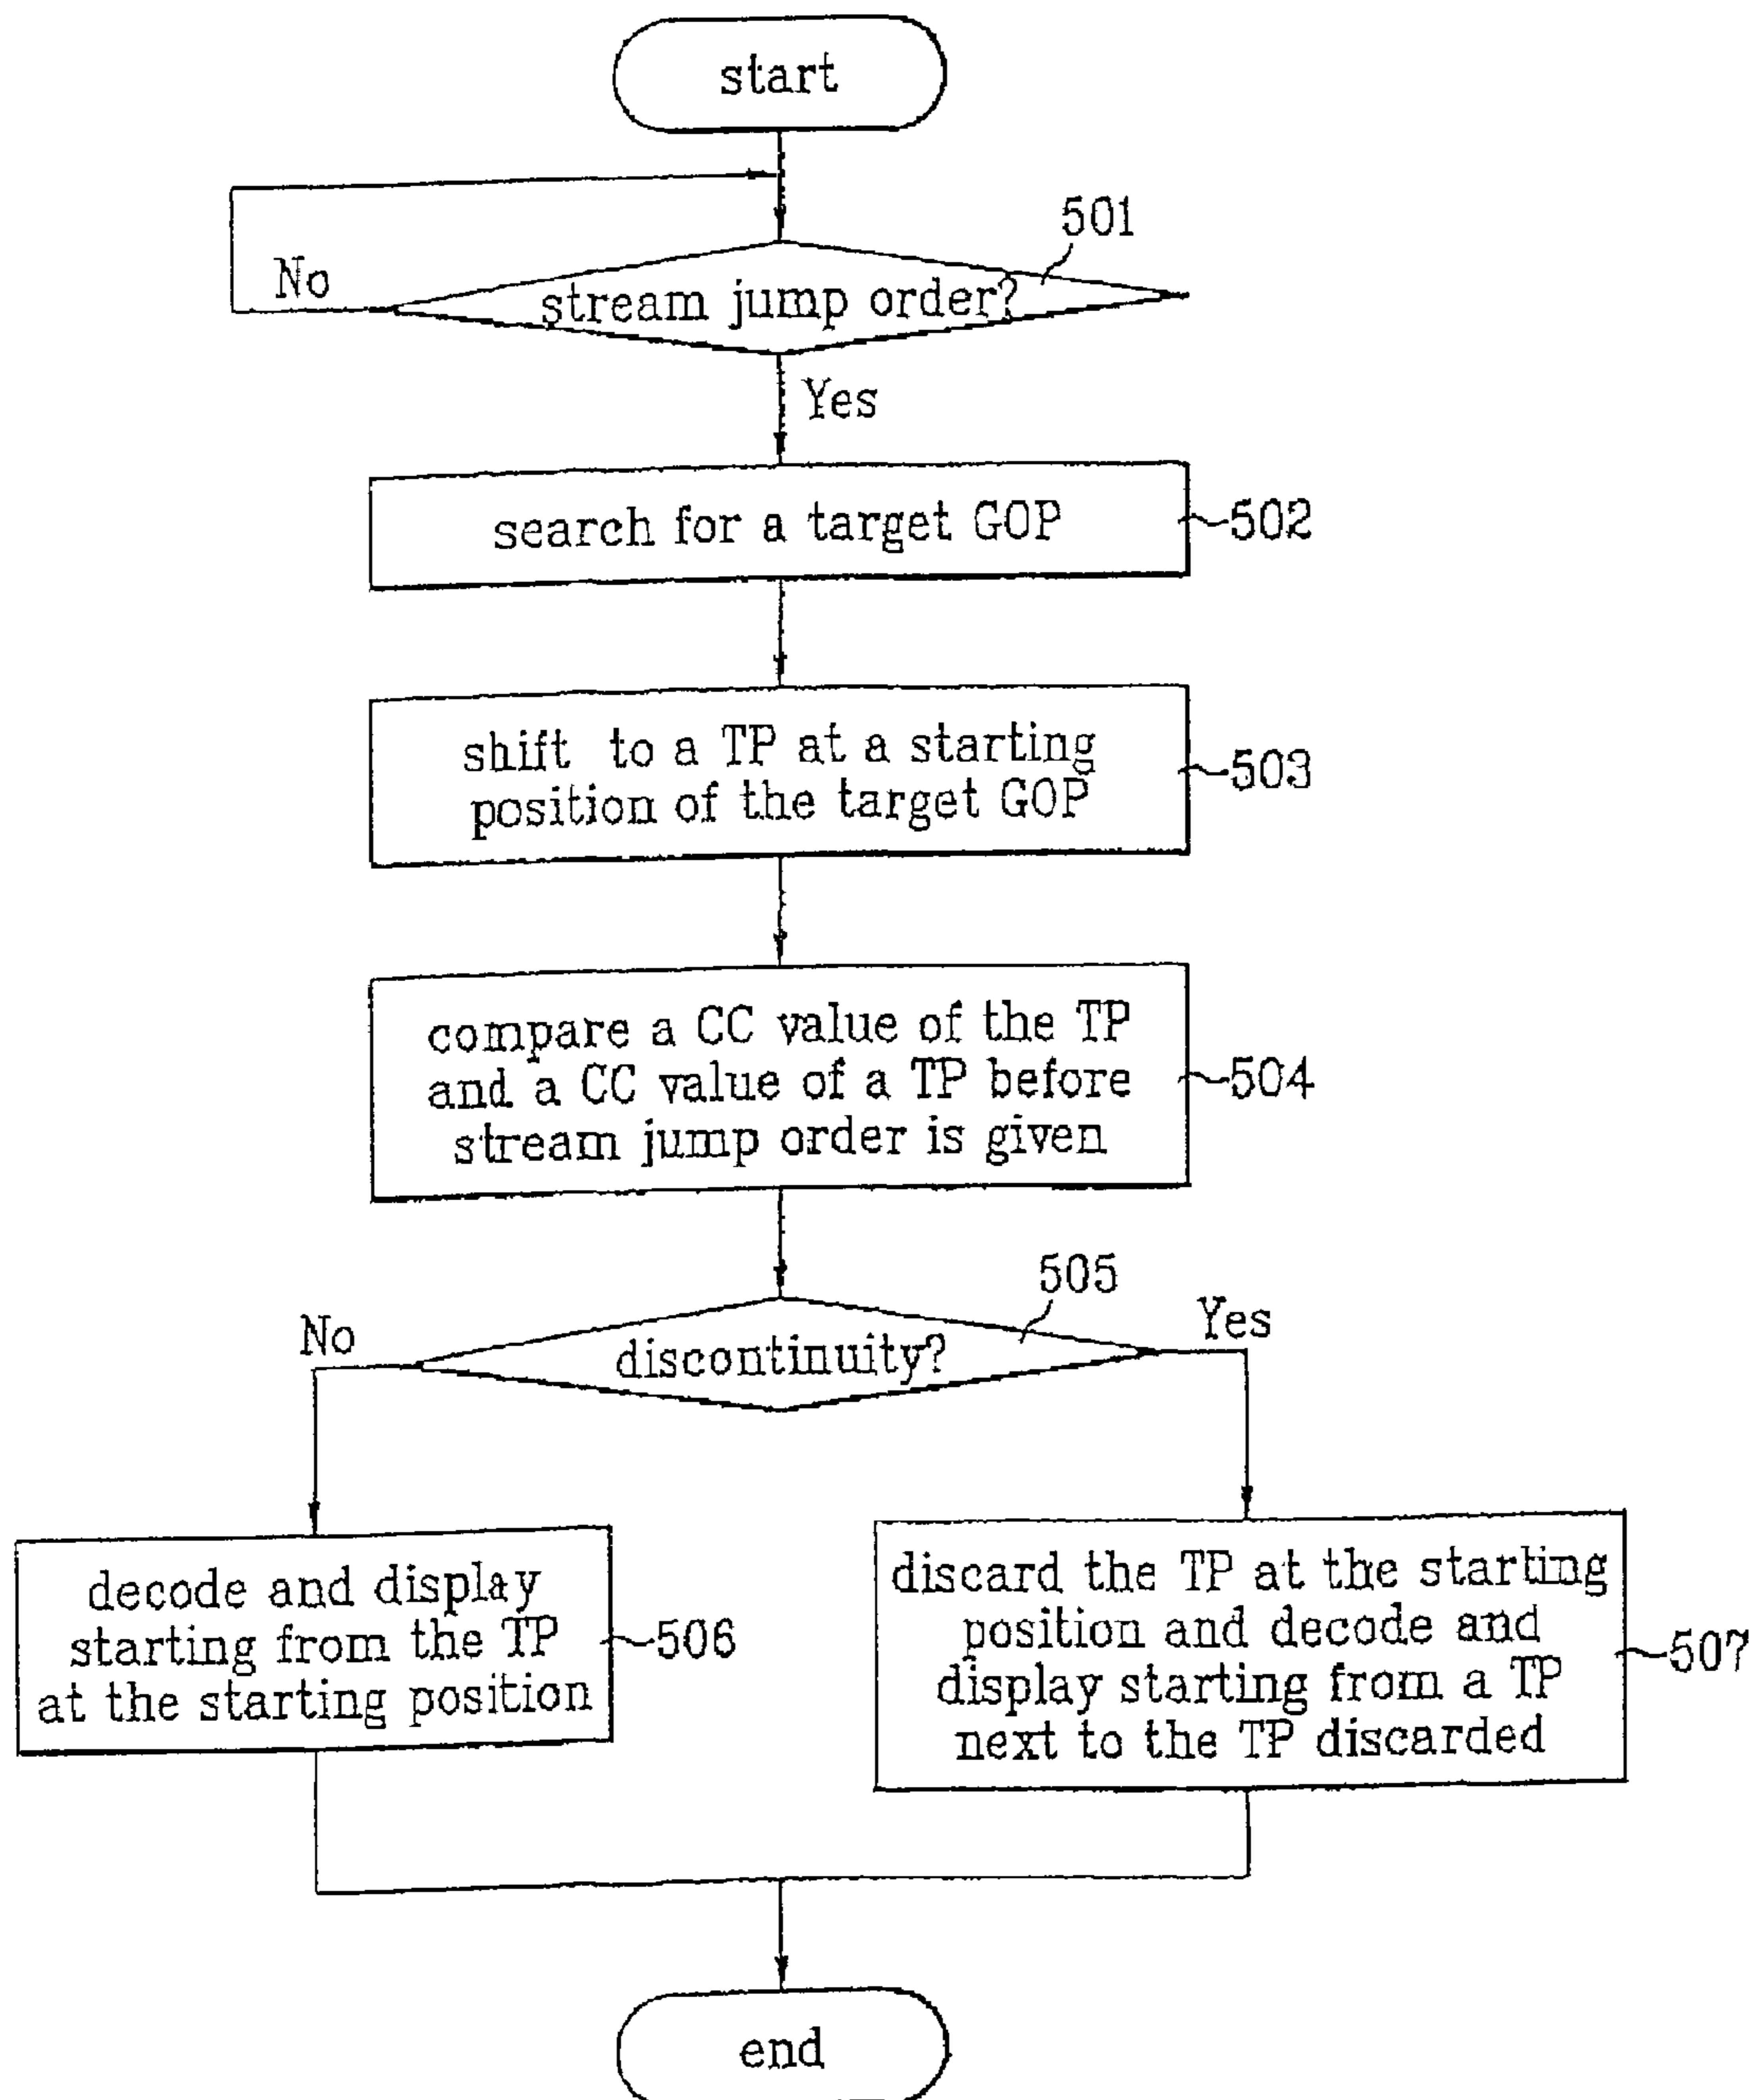 start
501
No
stream jump order?
Yes
search for a target GOP
502
shift to a TP at a starting
position of the target GOP
503
compare a CC value of the TP
and a CC value of a TP before
stream jump order is given
504
505
No
Yes
discontinuity?
decode and display
starting from the TP
at the starting position
506
discard the TP at the starting
position and decode and
display starting from a TP
next to the TP discarded
507
end